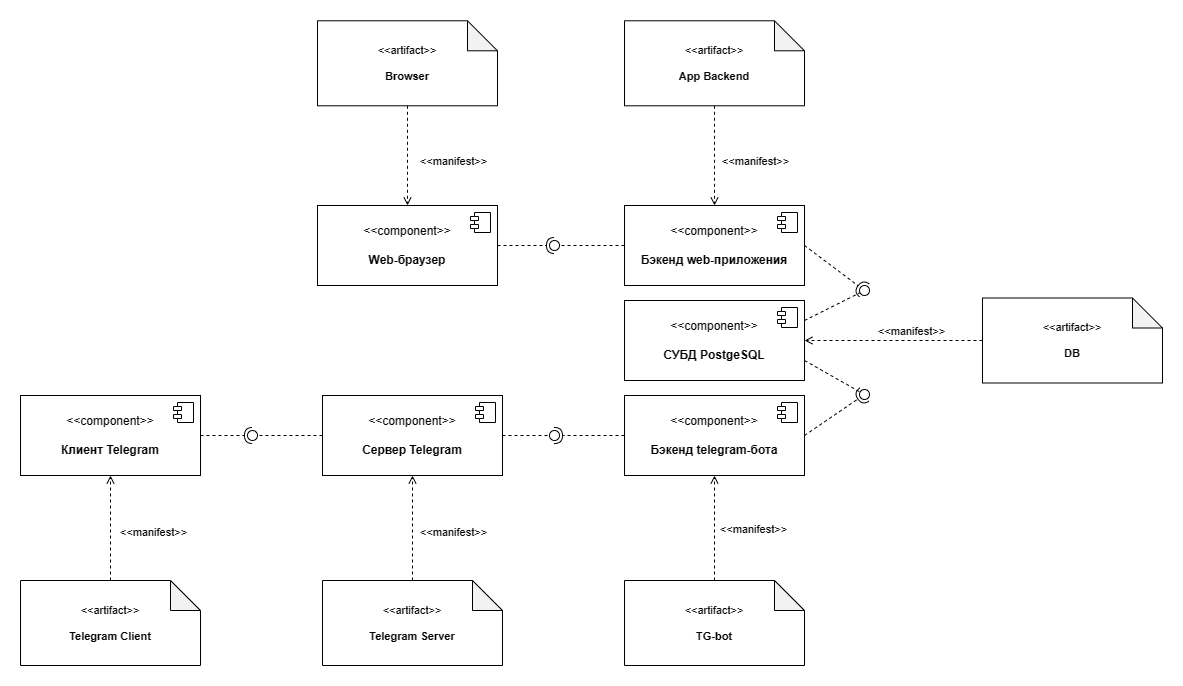 <<artifact>>
Browser
<<artifact>>
App Backend
<<manifest>>
<<manifest>>
<<component>>
Web-браузер
<<component>>
Бэкенд web-приложения
<<component>>
СУБД PostgeSQL
<<manifest>>
<<artifact>>
DB
<<component>>
Клиент Telegram
<<component>>
Сервер Telegram
<<component>>
Бэкенд telegram-бота
<<manifest>>
<<manifest>>
<<manifest>>
<<artifact>>
Telegram Client
<<artifact>>
Telegram Server
<<artifact>>
TG-bot